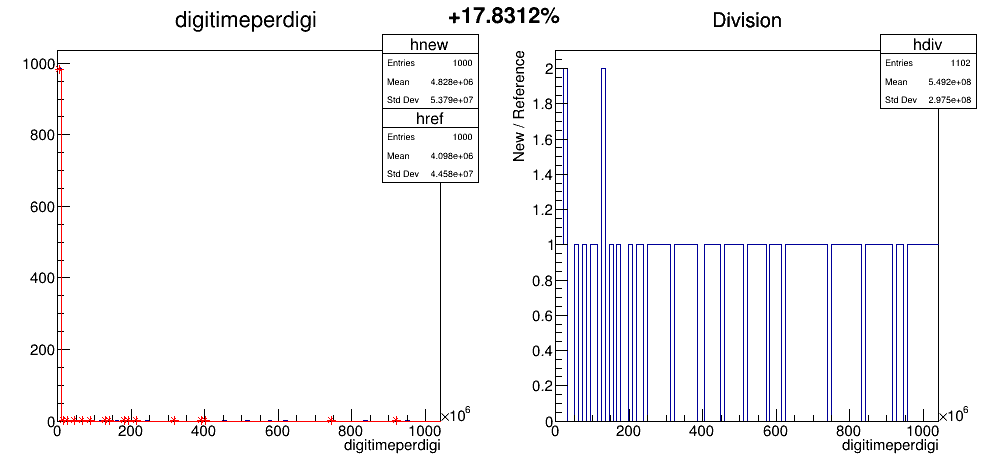 digitimeperdigi
+17.8312%
Division
hnew
Entries 1000
Mean 4.828e+06
Std Dev 5.379e+07
href
Entries 1000
Mean 4.098e+06
Std Dev 4.458e+07
1000
800
600
400
200
0
0 200 400 600 800 1000
×10⁶
digitimeperdigi
hdiv
Entries 1102
Mean 5.492e+08
Std Dev 2.975e+08
New / Reference
2
1.8
1.6
1.4
1.2
1
0.8
0.6
0.4
0.2
0
0 200 400 600 800 1000
×10⁶
digitimeperdigi